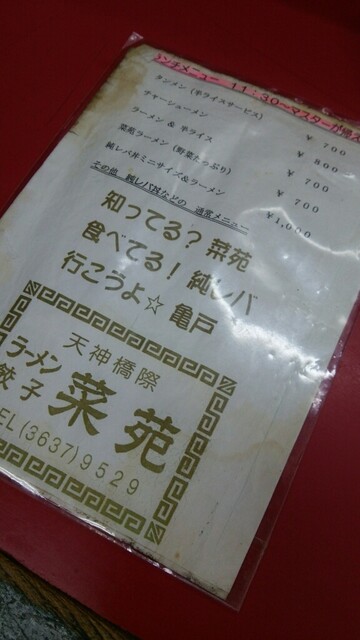 ランチメニュー 11:30〜マスターが
タンメン (半ライスサービス) ¥ 700
チャーシューメン ¥ 800
ラーメン & 半ライス ¥ 700
菜苑ラーメン (野菜たっぷり) ¥ 700
純レバ丼ミニサイズ&ラーメン ¥1,000
その他 純レバ丼などの 通常メニュー
知ってる? 菜苑
食べてる! 純レバ
行こうよ☆ 亀戸
天神橋際
ラーメン
餃子
菜苑
TEL (3637) 9529